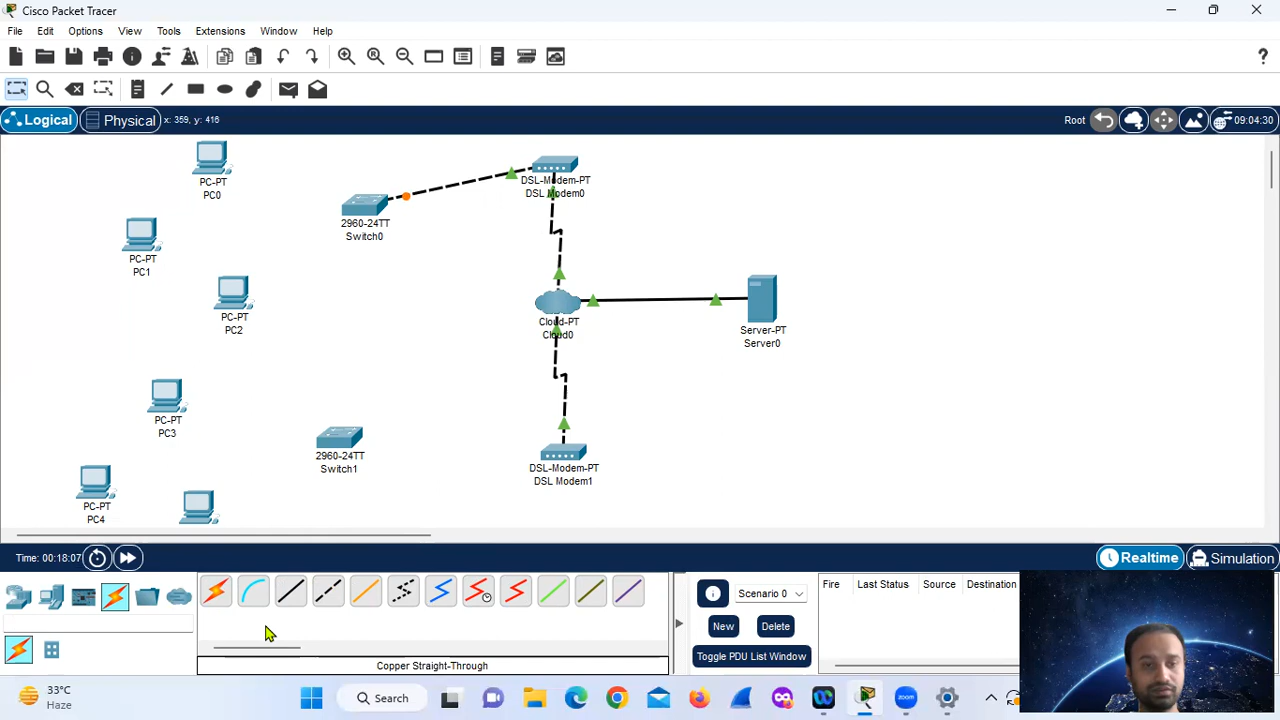 Cisco Packet Tracer
File Edit Options View Tools Extensions Window Help
Logical
Physical
x: 359, y: 416
Root
09:04:30
PC-PT
PC0
DSL-Modem-PT
DSL Modem0
2960-24TT
Switch0
PC-PT
PC1
PC-PT
PC2
Cloud-PT
Cloud0
Server-PT
Server0
PC-PT
PC3
2960-24TT
Switch1
DSL-Modem-PT
DSL Modem1
PC-PT
PC4
Time: 00:18:07
Realtime
Simulation
Scenario 0
New
Delete
Toggle PDU List Window
Fire Last Status Source Destination
Copper Straight-Through
33°C
Haze
Search
zoom